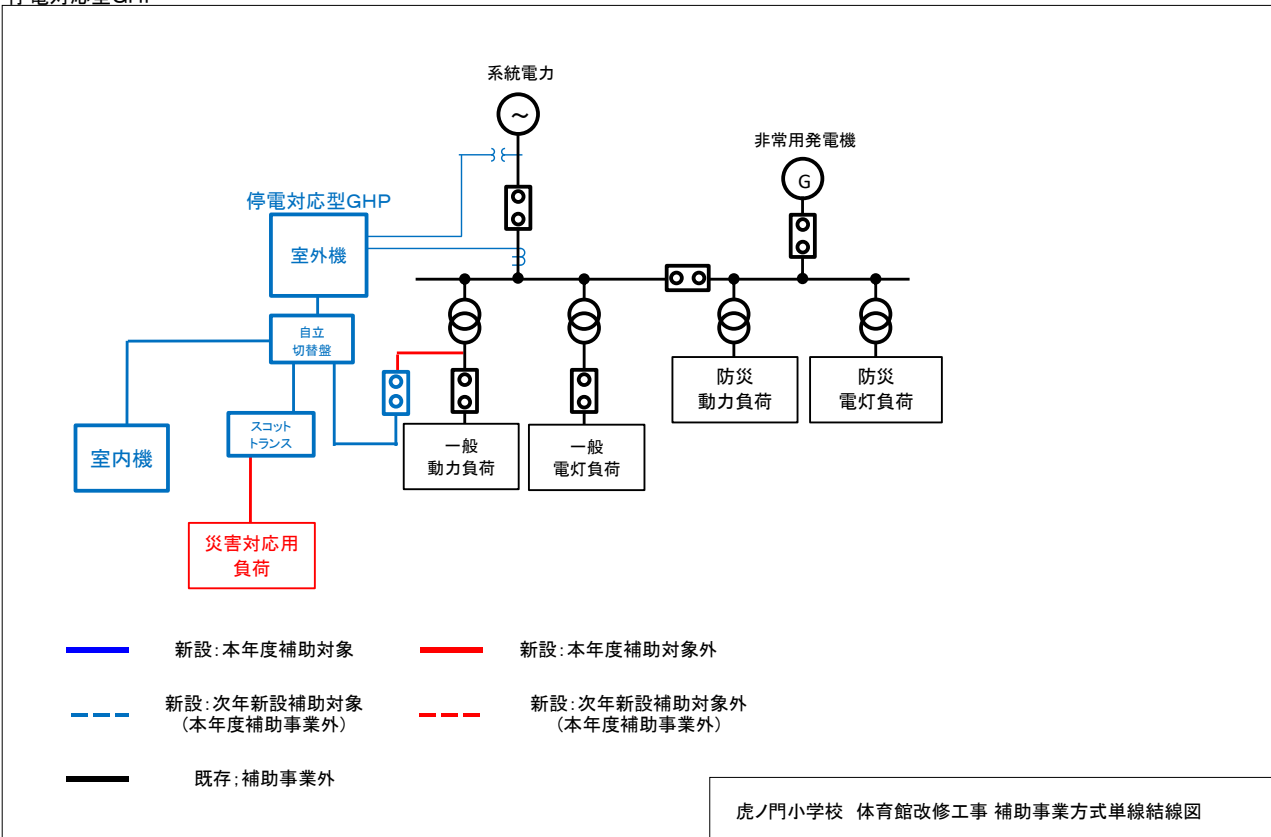 停電対応型GHP
系統電力
～
非常用発電機
G
停電対応型GHP
室外機
自立
切替盤
スコット
トランス
室内機
災害対応用
負荷
一般
動力負荷
一般
電灯負荷
防災
動力負荷
防災
電灯負荷
新設：本年度補助対象
新設：本年度補助対象外
新設：次年新設補助対象
（本年度補助事業外）
新設：次年新設補助対象外
（本年度補助事業外）
既存；補助事業外
虎ノ門小学校 体育館改修工事 補助事業方式単線結線図